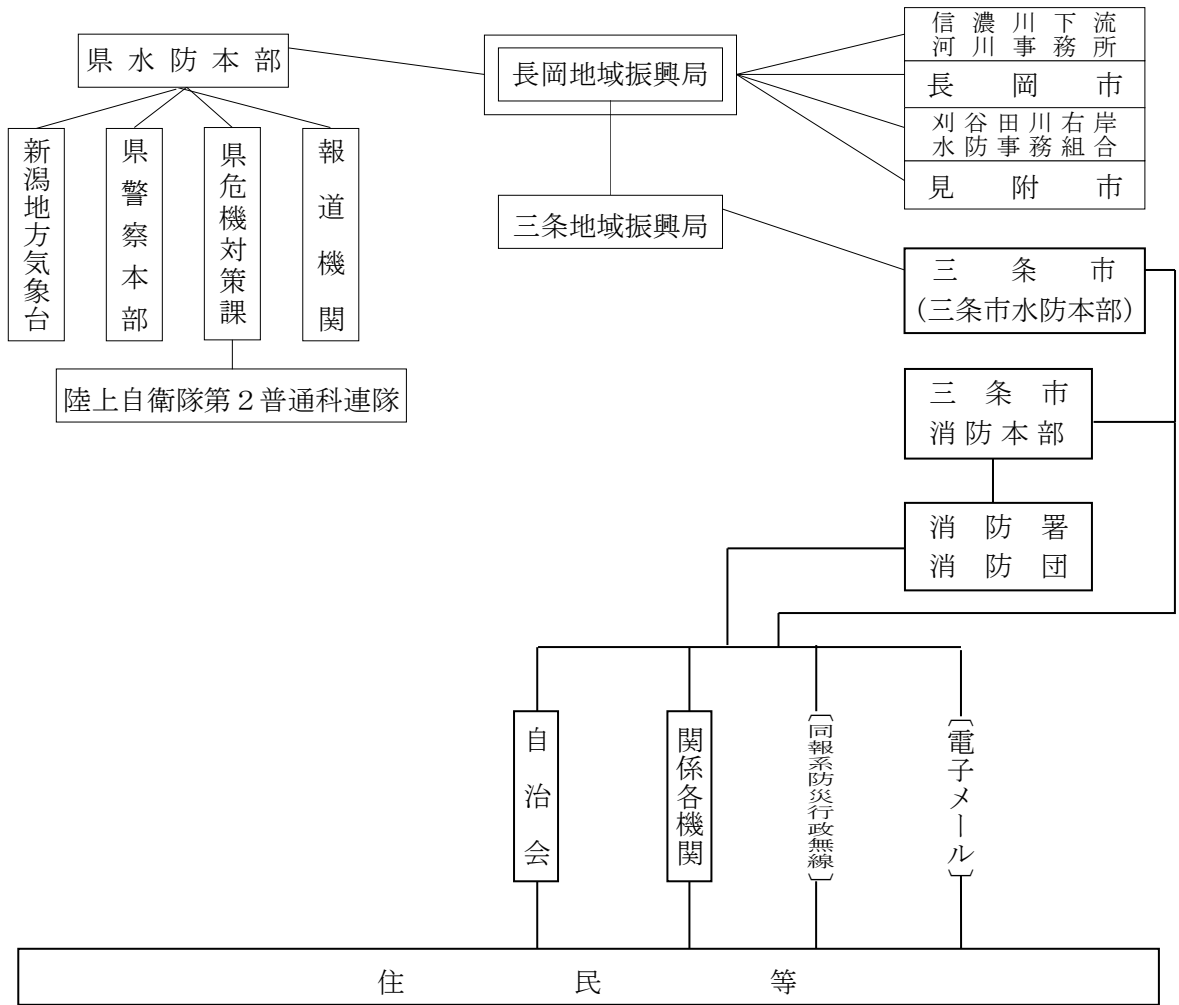 県水防本部
長岡地域振興局
信濃川下流
河川事務所
長岡市
刈谷田川右岸
水防事務組合
見附市
新潟地方気象台
県警察本部
県危機対策課
報道機関
陸上自衛隊第２普通科連隊
三条地域振興局
三条市
(三条市水防本部)
三条市
消防本部
消防署
消防団
自治会
関係各機関
〔同報系防災行政無線〕
〔電子メール〕
住民等